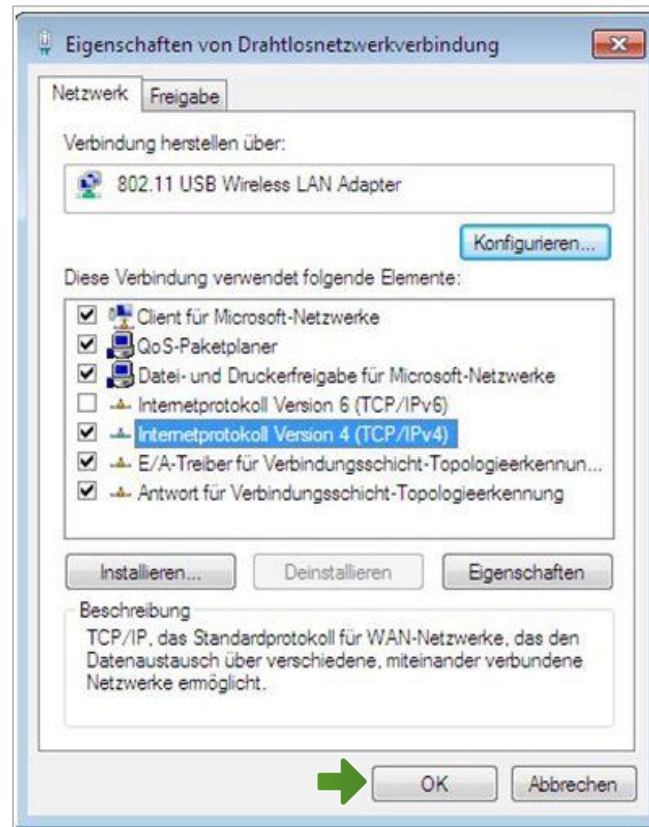 Eigenschaften von Drahtlosnetzwerkverbindung
Netzwerk Freigabe
Verbindung herstellen über:
802.11 USB Wireless LAN Adapter
Konfigurieren...
Diese Verbindung verwendet folgende Elemente:
Client für Microsoft-Netzwerke
QoS-Paketplaner
Datei- und Druckerfreigabe für Microsoft-Netzwerke
Internetprotokoll Version 6 (TCP/IPv6)
Internetprotokoll Version 4 (TCP/IPv4)
E/A-Treiber für Verbindungsschicht-Topologieerkennun...
Antwort für Verbindungsschicht-Topologieerkennung
Installieren... Deinstallieren Eigenschaften
Beschreibung
TCP/IP, das Standardprotokoll für WAN-Netzwerke, das den
Datenaustausch über verschiedene, miteinander verbundene
Netzwerke ermöglicht.
OK Abbrechen